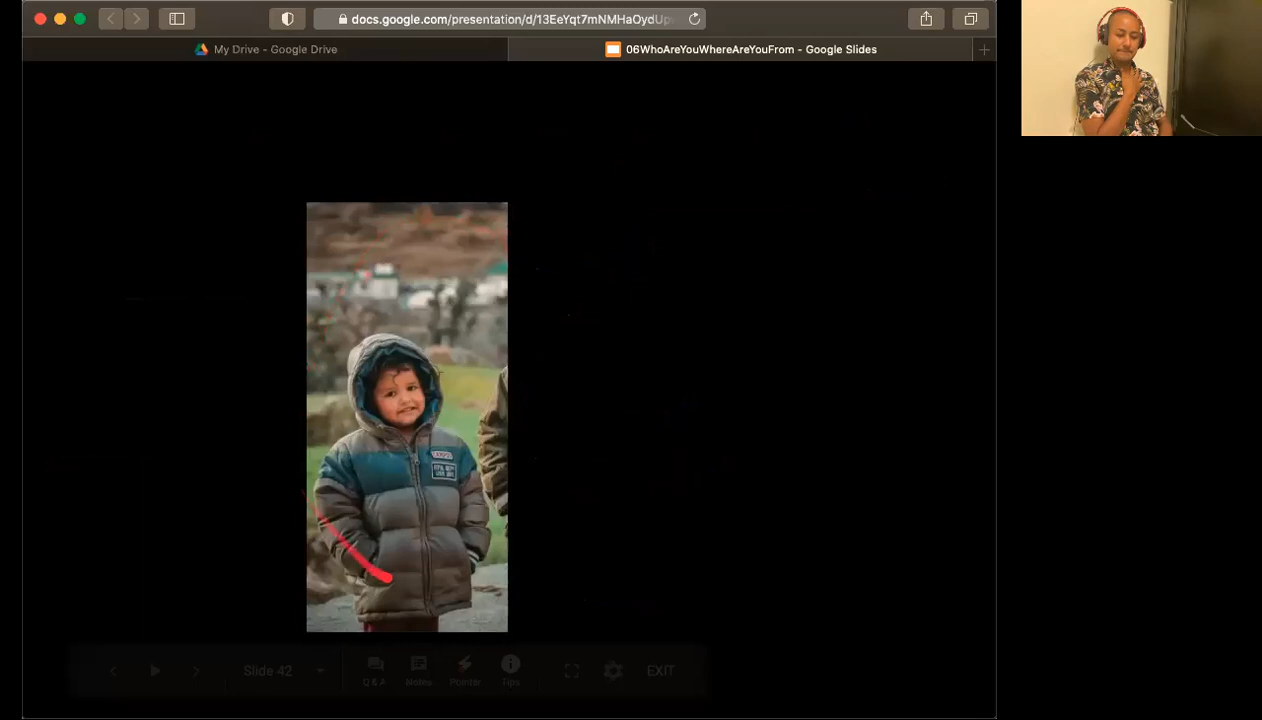 docs.google.com/presentation/d/13EeYqt7mNMHaOydUp
My Drive - Google Drive
06WhoAreYouWhereAreYouFrom - Google Slides
Slide 42
Q & A
Notes
Pointer
Tips
EXIT